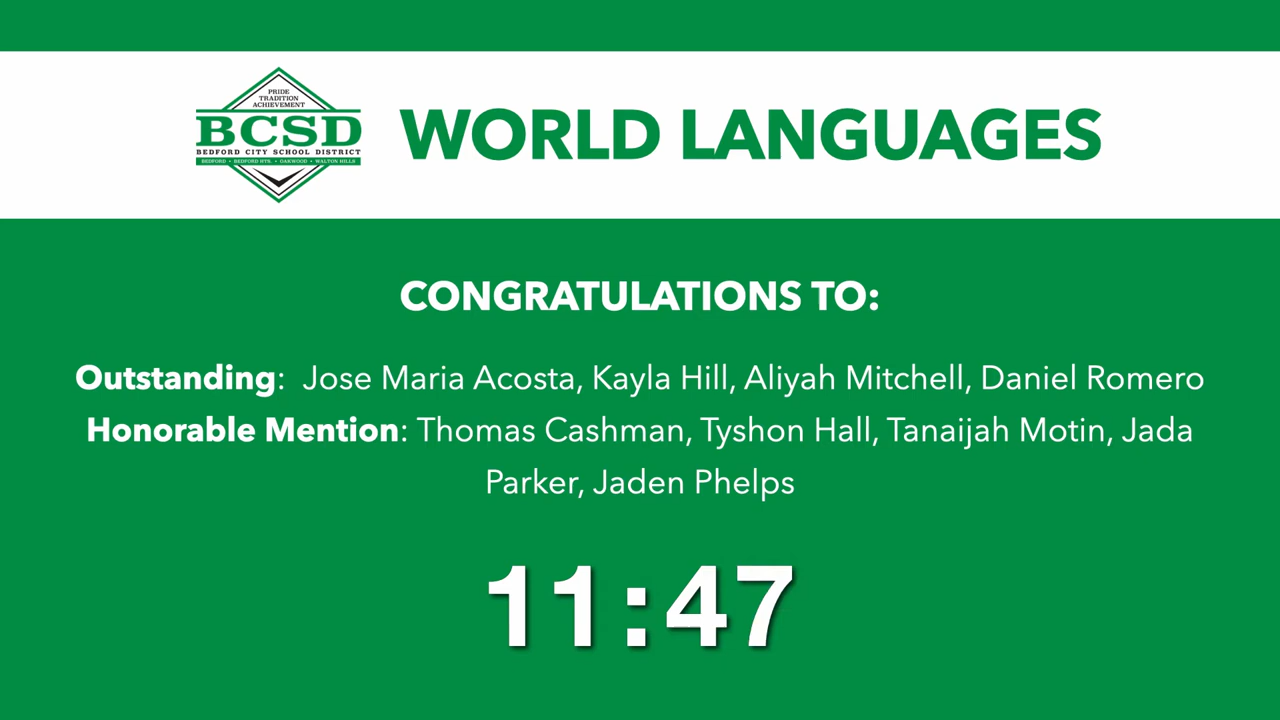 PRIDE
TRADITION
ACHIEVEMENT
BCSD
BEDFORD CITY SCHOOL DISTRICT
BEDFORD • BEDFORD HTS. • OAKWOOD • WALTON HILLS
WORLD LANGUAGES
CONGRATULATIONS TO:
Outstanding: Jose Maria Acosta, Kayla Hill, Aliyah Mitchell, Daniel Romero
Honorable Mention: Thomas Cashman, Tyshon Hall, Tanaijah Motin, Jada
Parker, Jaden Phelps
11:47